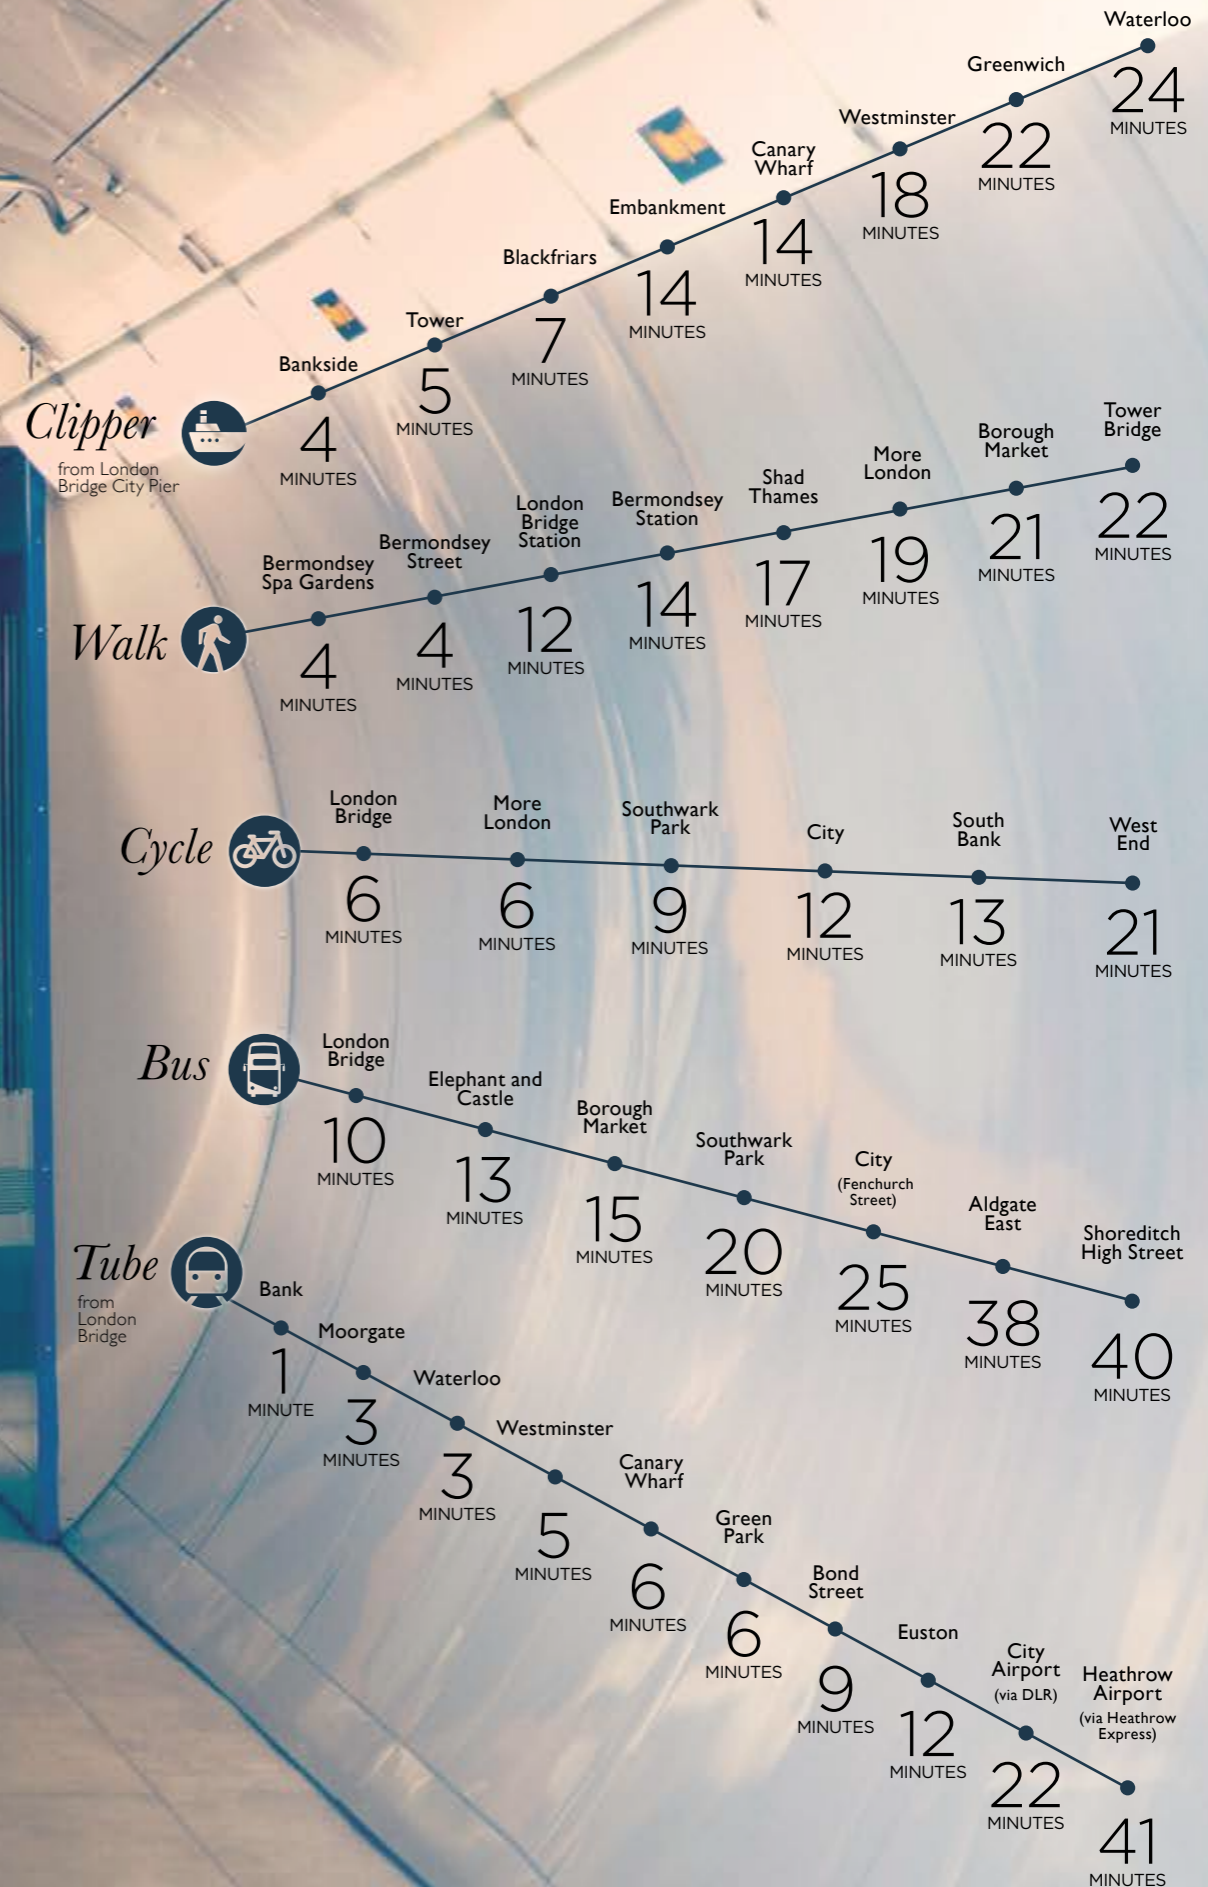 Clipper
from London
Bridge City Pier
Bankside
4
MINUTES
Tower
5
MINUTES
Blackfriars
7
MINUTES
Embankment
14
MINUTES
Canary
Wharf
14
MINUTES
Westminster
18
MINUTES
Greenwich
22
MINUTES
Waterloo
24
MINUTES
Walk
Bermondsey
Spa Gardens
4
MINUTES
Bermondsey
Street
4
MINUTES
London
Bridge
Station
12
MINUTES
Bermondsey
Station
14
MINUTES
Shad
Thames
17
MINUTES
More
London
19
MINUTES
Borough
Market
21
MINUTES
Tower
Bridge
22
MINUTES
Cycle
London
Bridge
6
MINUTES
More
London
6
MINUTES
Southwark
Park
9
MINUTES
City
12
MINUTES
South
Bank
13
MINUTES
West
End
21
MINUTES
Bus
London
Bridge
10
MINUTES
Elephant and
Castle
13
MINUTES
Borough
Market
15
MINUTES
Southwark
Park
20
MINUTES
City
(Fenchurch
Street)
25
MINUTES
Aldgate
East
38
MINUTES
Shoreditch
High Street
40
MINUTES
Tube
from
London
Bridge
Bank
1
MINUTE
Moorgate
3
MINUTES
Waterloo
3
MINUTES
Westminster
5
MINUTES
Canary
Wharf
6
MINUTES
Green
Park
6
MINUTES
Bond
Street
9
MINUTES
Euston
12
MINUTES
City
Airport
(via DLR)
22
MINUTES
Heathrow
Airport
(via Heathrow
Express)
41
MINUTES